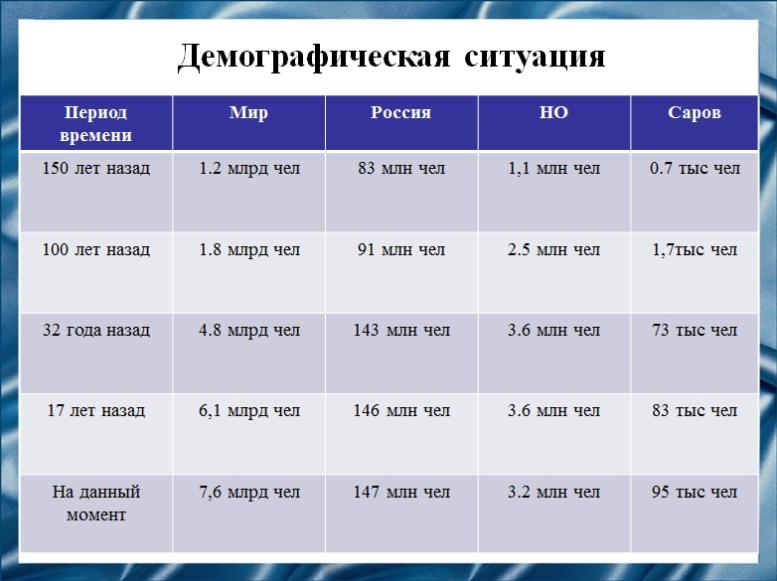 Демографическая ситуация
Период времени Мир Россия НО Саров
150 лет назад 1.2 млрд чел 83 млн чел 1,1 млн чел 0.7 тыс чел
100 лет назад 1.8 млрд чел 91 млн чел 2.5 млн чел 1,7тыс чел
32 года назад 4.8 млрд чел 143 млн чел 3.6 млн чел 73 тыс чел
17 лет назад 6,1 млрд чел 146 млн чел 3.6 млн чел 83 тыс чел
На данный момент 7,6 млрд чел 147 млн чел 3.2 млн чел 95 тыс чел